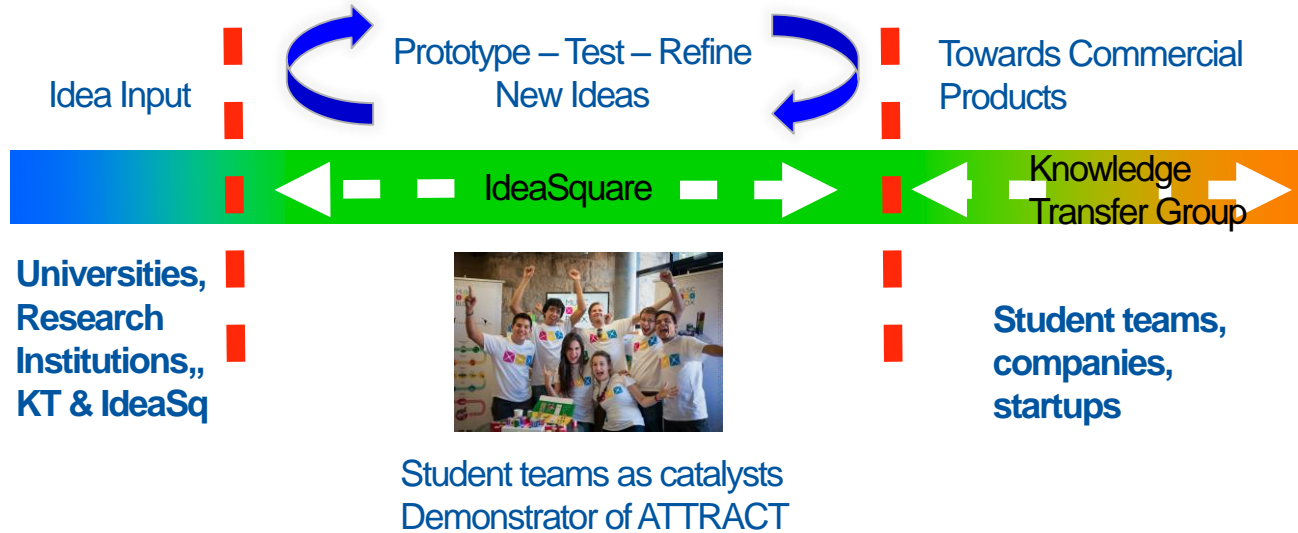 Idea Input
Prototype – Test – Refine
New Ideas
Towards Commercial
Products
IdeaSquare
Knowledge
Transfer Group
Universities,
Research
Institutions,,
KT & IdeaSq
Student teams,
companies,
startups
Student teams as catalysts
Demonstrator of ATTRACT